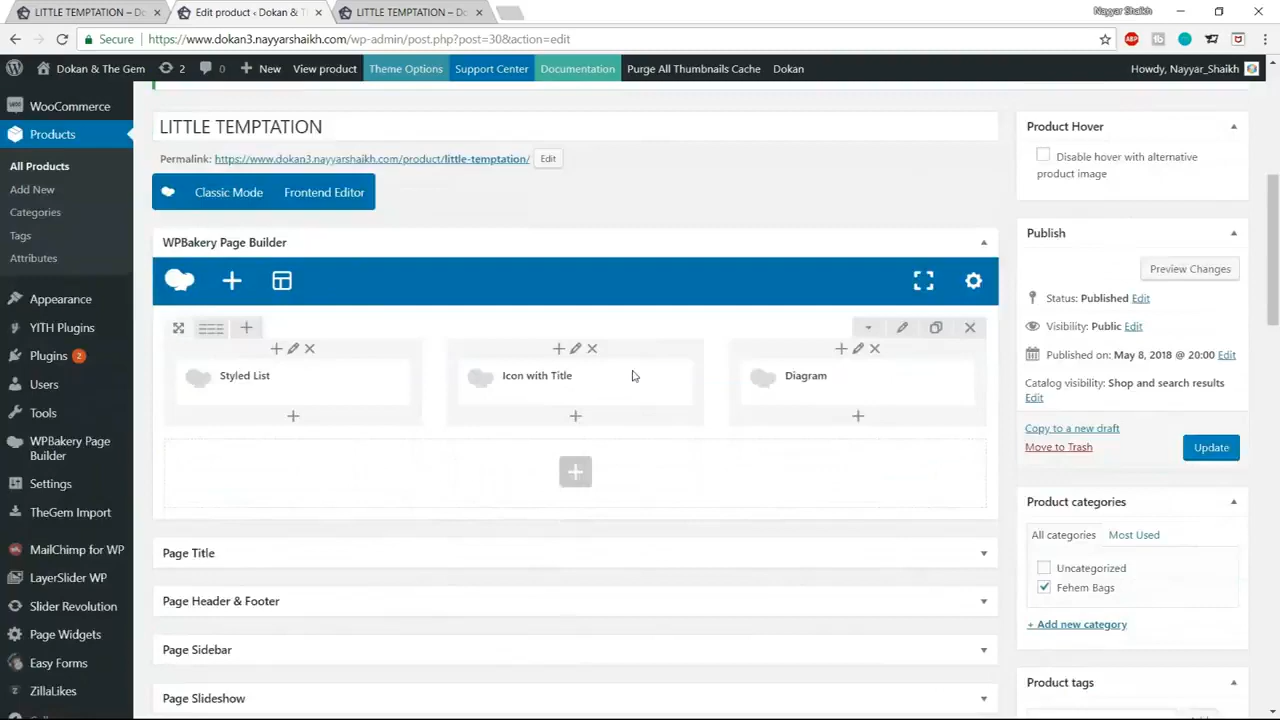 LITTLE TEMPTATION – Do
Edit product ‹ Dokan & T
LITTLE TEMPTATION – Do
Nayyar Shaikh
Secure
https://www.dokan3.nayyarshaikh.com/wp-admin/post.php?post=30&action=edit
Dokan & The Gem
2
0
New
View product
Theme Options
Support Center
Documentation
Purge All Thumbnails Cache
Dokan
Howdy, Nayyar_Shaikh
WooCommerce
Products
All Products
Add New
Categories
Tags
Attributes
Appearance
YITH Plugins
Plugins 2
Users
Tools
WPBakery Page
Builder
Settings
TheGem Import
MailChimp for WP
LayerSlider WP
Slider Revolution
Page Widgets
Easy Forms
ZillaLikes
LITTLE TEMPTATION
Permalink: https://www.dokan3.nayyarshaikh.com/product/little-temptation/ Edit
Classic Mode
Frontend Editor
WPBakery Page Builder
Styled List
Icon with Title
Diagram
Page Title
Page Header & Footer
Page Sidebar
Page Slideshow
Product Hover
Disable hover with alternative
product image
Publish
Preview Changes
Status: Published Edit
Visibility: Public Edit
Published on: May 8, 2018 @ 20:00 Edit
Catalog visibility: Shop and search results
Edit
Copy to a new draft
Move to Trash
Update
Product categories
All categories
Most Used
Uncategorized
Fehem Bags
+ Add new category
Product tags